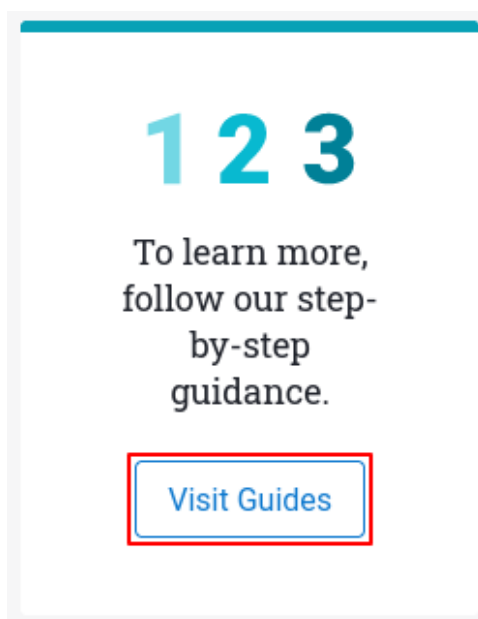 1 2 3
To learn more,
follow our step-
by-step
guidance.
Visit Guides